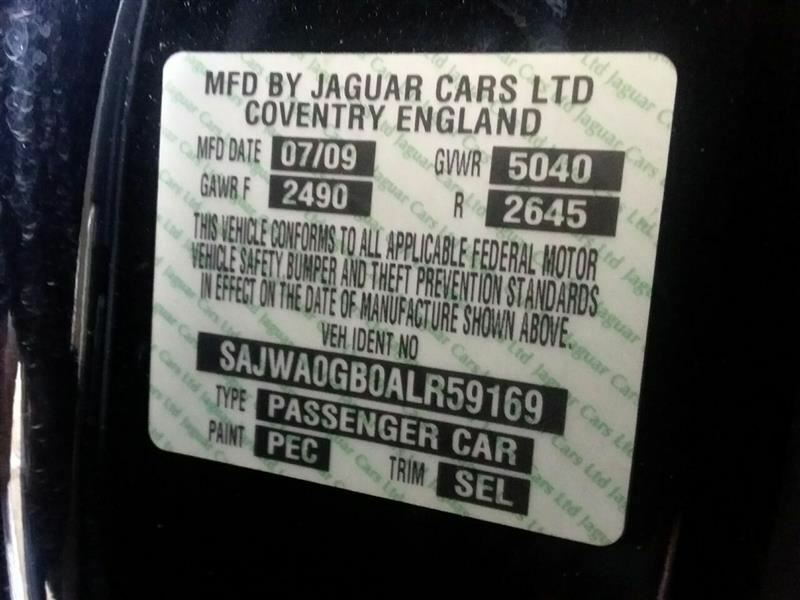 MFD BY JAGUAR CARS LTD
COVENTRY ENGLAND
MFD DATE 07/09 GVWR 5040
GAWR F 2490 R 2645
THIS VEHICLE CONFORMS TO ALL APPLICABLE FEDERAL MOTOR
VEHICLE SAFETY, BUMPER AND THEFT PREVENTION STANDARDS
IN EFFECT ON THE DATE OF MANUFACTURE SHOWN ABOVE.
VEH IDENT NO
SAJWA0GB0ALR59169
TYPE PASSENGER CAR
PAINT PEC TRIM SEL